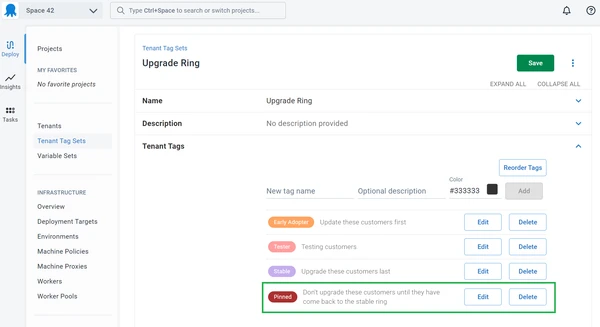 Space 42
Type Ctrl+Space to search or switch projects...
Deploy
Insights
Tasks
Projects
MY FAVORITES
No favorite projects
Tenants
Tenant Tag Sets
Variable Sets
INFRASTRUCTURE
Overview
Deployment Targets
Environments
Machine Policies
Machine Proxies
Workers
Worker Pools
Tenant Tag Sets
Upgrade Ring
Save
EXPAND ALL COLLAPSE ALL
Name Upgrade Ring
Description No description provided
Tenant Tags
Reorder Tags
Color
New tag name Optional description #333333 Add
Early Adopter Update these customers first Edit Delete
Tester Testing customers Edit Delete
Stable Upgrade these customers last Edit Delete
Pinned Don't upgrade these customers until they have
come back to the stable ring Edit Delete